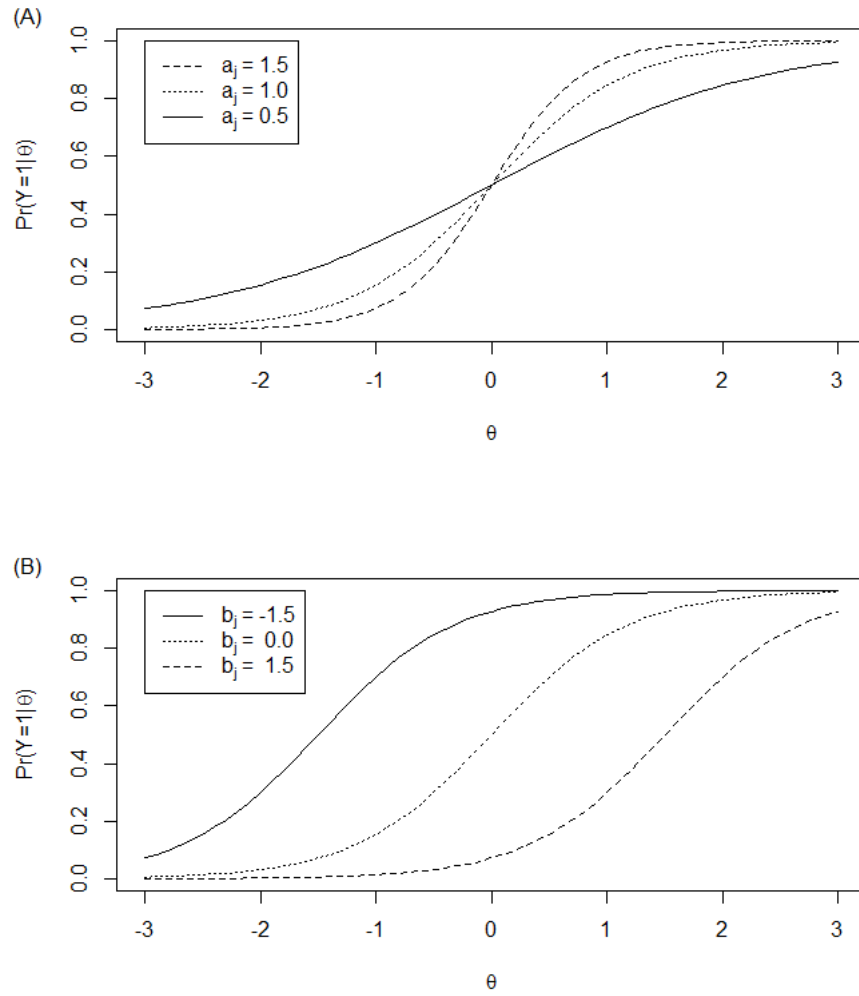 (A)
a_j = 1.5
a_j = 1.0
a_j = 0.5
Pr(Y=1|θ)
1.0
0.8
0.6
0.4
0.2
0.0
-3 -2 -1 0 1 2 3
θ
(B)
b_j = -1.5
b_j = 0.0
b_j = 1.5
Pr(Y=1|θ)
1.0
0.8
0.6
0.4
0.2
0.0
-3 -2 -1 0 1 2 3
θ